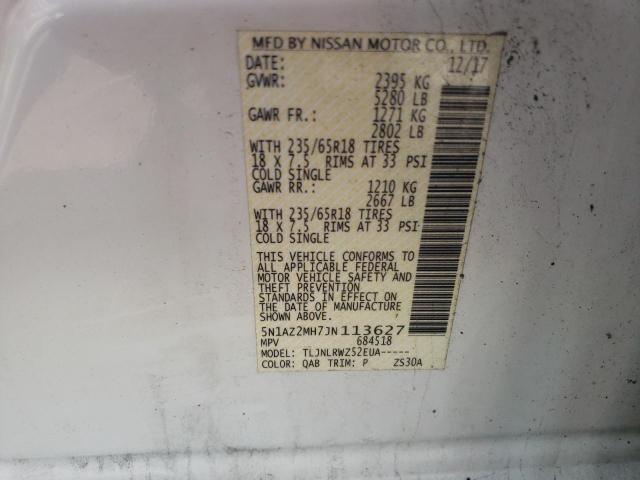 MFD BY NISSAN MOTOR CO., LTD.
DATE: 12/17
GVWR: 2395 KG
5280 LB
GAWR FR.: 1271 KG
2802 LB
WITH 235/65R18 TIRES
18 X 7.5 RIMS AT 33 PSI
COLD SINGLE
GAWR RR.: 1210 KG
2667 LB
WITH 235/65R18 TIRES
18 X 7.5 RIMS AT 33 PSI
COLD SINGLE
THIS VEHICLE CONFORMS TO
ALL APPLICABLE FEDERAL
MOTOR VEHICLE SAFETY AND
THEFT PREVENTION
STANDARDS IN EFFECT ON
THE DATE OF MANUFACTURE
SHOWN ABOVE.
5N1AZ2MH7JN113627
MPV 684518
MODEL: TLJNLRWZ52EUA-----
COLOR: QAB TRIM: P ZS30A